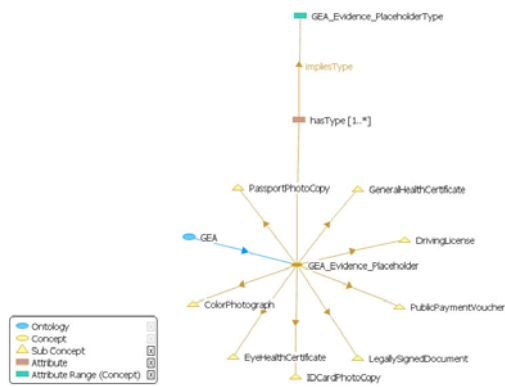 GEA_Evidence_PlaceholderType
impliesType
hasType [1..*]
PassportPhotoCopy
GeneralHealthCertificate
GEA
DrivingLicense
GEA_Evidence_Placeholder
ColorPhotograph
PublicPaymentVoucher
EyeHealthCertificate
LegallySignedDocument
IDCardPhotoCopy
Ontology
Concept
Sub Concept
Attribute
Attribute Range (Concept)